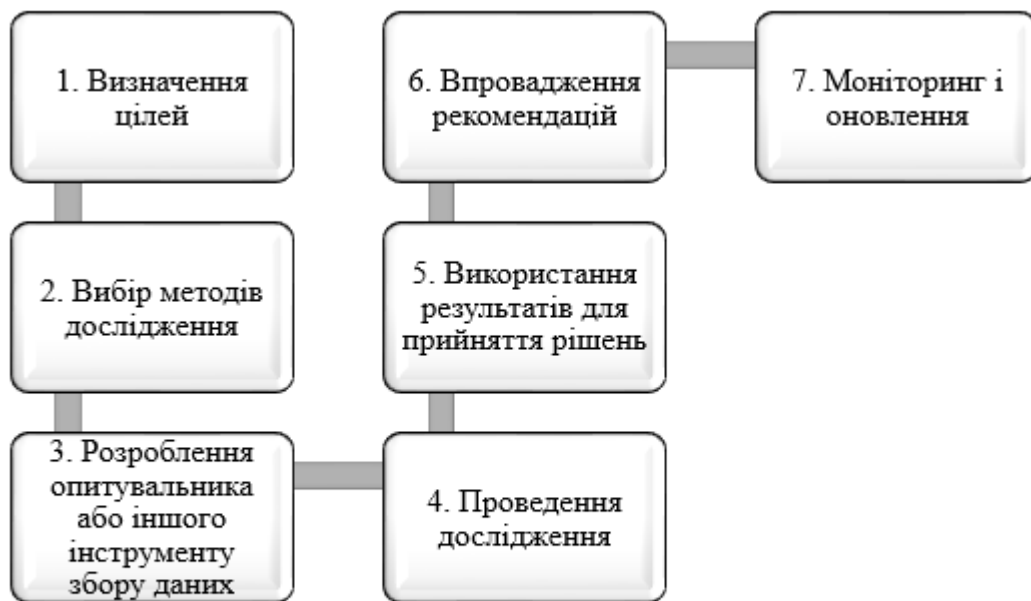 1. Визначення
цілей
2. Вибір методів
дослідження
3. Розроблення
опитувальника
або іншого
інструменту
збору даних
4. Проведення
дослідження
5. Використання
результатів для
прийняття рішень
6. Впровадження
рекомендацій
7. Моніторинг і
оновлення